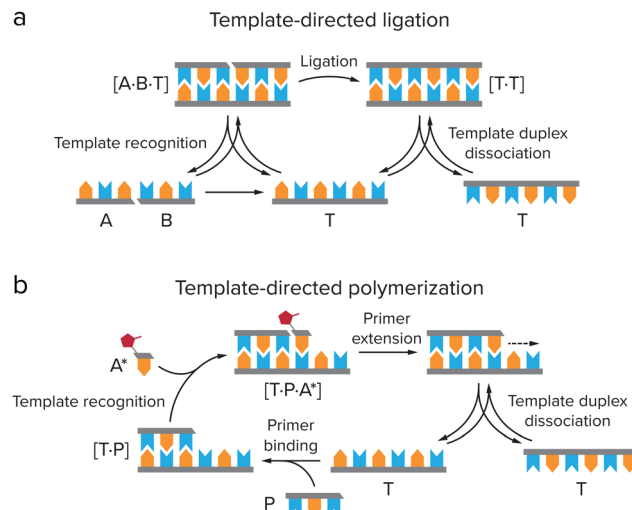 a
Template-directed ligation
Ligation
[A·B·T]
[T·T]
Template recognition
Template duplex
dissociation
A
B
T
T
b
Template-directed polymerization
A*
Primer
extension
[T·P·A*]
Template recognition
Template duplex
dissociation
[T·P]
Primer
binding
T
T
P